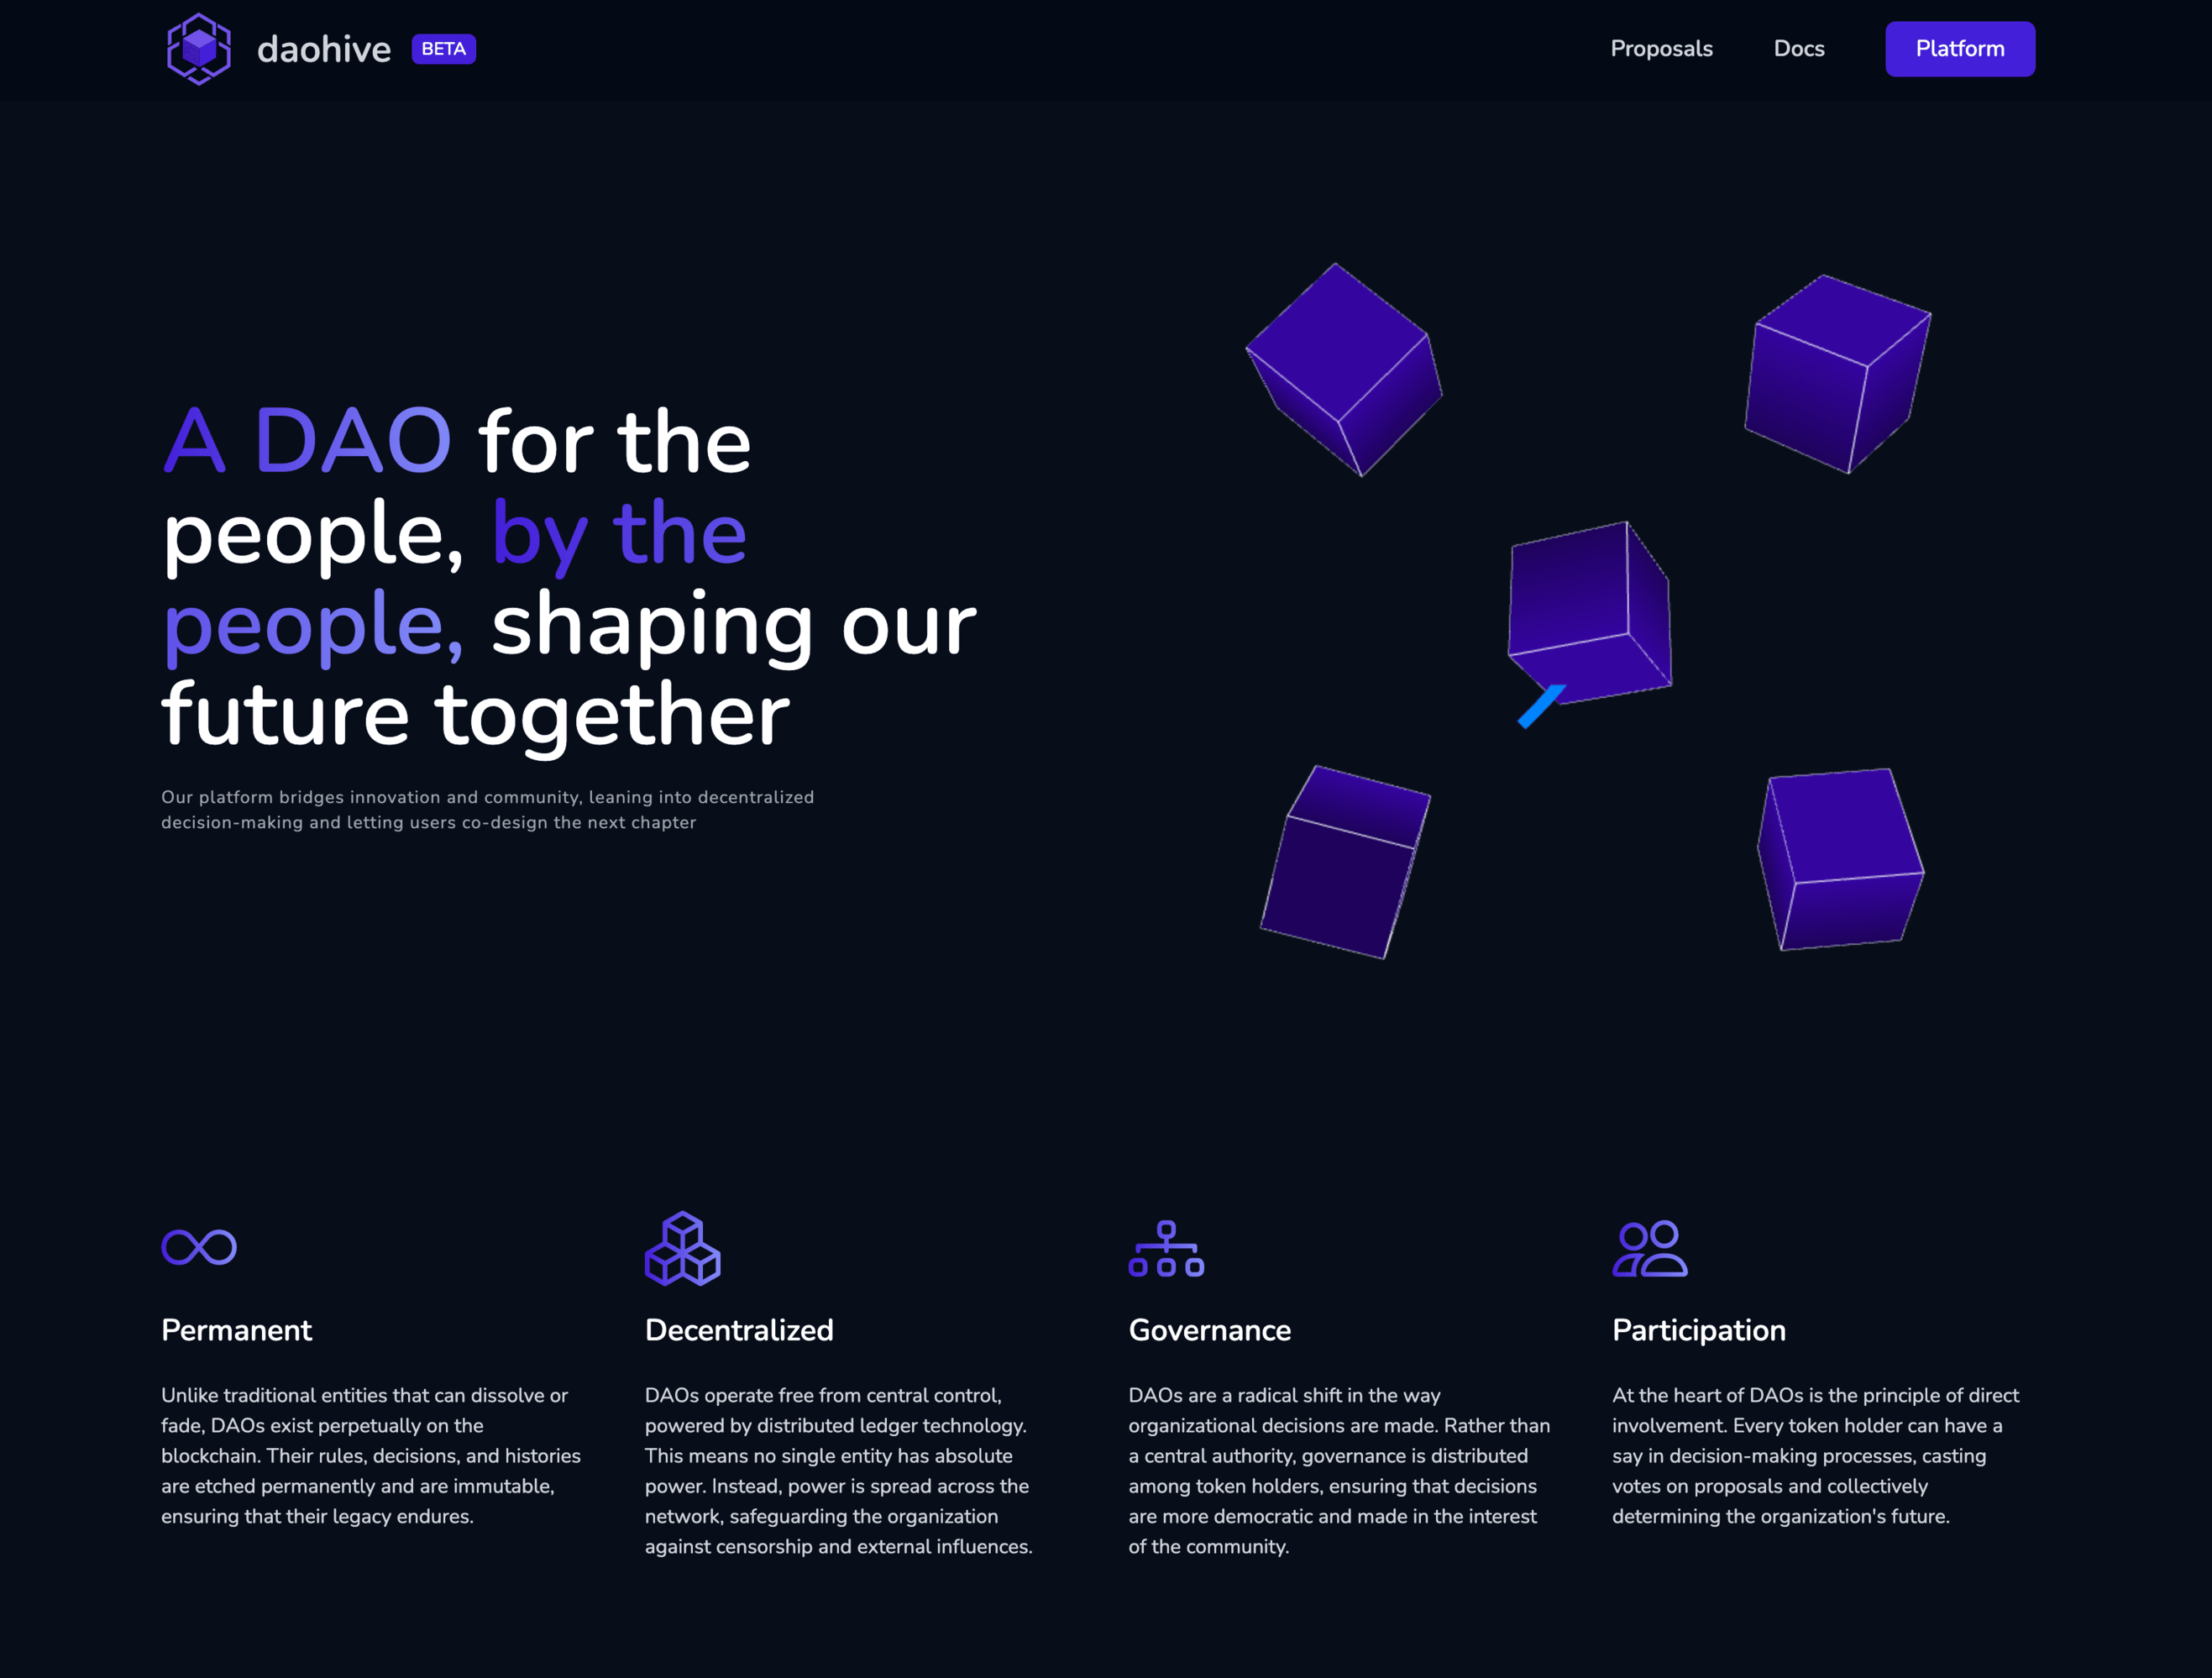 daohive BETA
Proposals Docs Platform
A DAO for the
people, by the
people, shaping our
future together
Our platform bridges innovation and community, leaning into decentralized
decision-making and letting users co-design the next chapter
Permanent
Unlike traditional entities that can dissolve or
fade, DAOs exist perpetually on the
blockchain. Their rules, decisions, and histories
are etched permanently and are immutable,
ensuring that their legacy endures.
Decentralized
DAOs operate free from central control,
powered by distributed ledger technology.
This means no single entity has absolute
power. Instead, power is spread across the
network, safeguarding the organization
against censorship and external influences.
Governance
DAOs are a radical shift in the way
organizational decisions are made. Rather than
a central authority, governance is distributed
among token holders, ensuring that decisions
are more democratic and made in the interest
of the community.
Participation
At the heart of DAOs is the principle of direct
involvement. Every token holder can have a
say in decision-making processes, casting
votes on proposals and collectively
determining the organization's future.